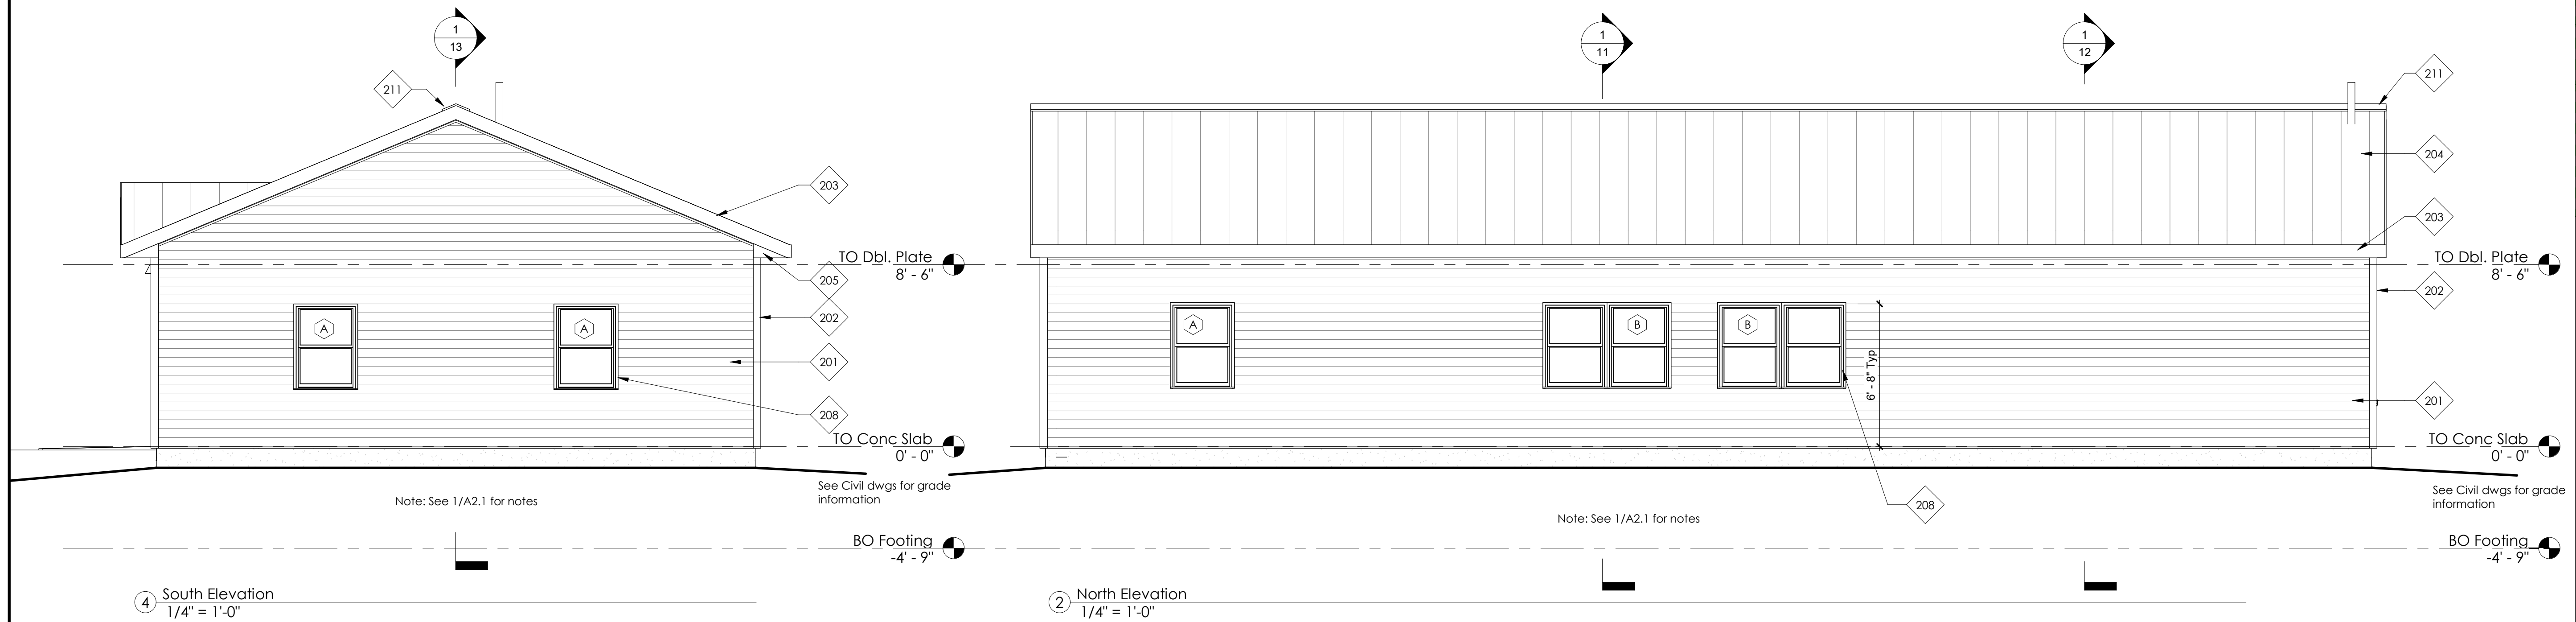 1
13
211
203
TO Dbl. Plate
8' - 6"
205
202
A
A
201
208
TO Conc Slab
0' - 0"
See Civil dwgs for grade
information
Note: See 1/A2.1 for notes
BO Footing
-4' - 9"
4
South Elevation
1/4" = 1'-0"
1
11
1
12
211
204
203
TO Dbl. Plate
8' - 6"
202
A
B
B
6' - 8" Typ
201
TO Conc Slab
0' - 0"
See Civil dwgs for grade
information
208
Note: See 1/A2.1 for notes
BO Footing
-4' - 9"
2
North Elevation
1/4" = 1'-0"